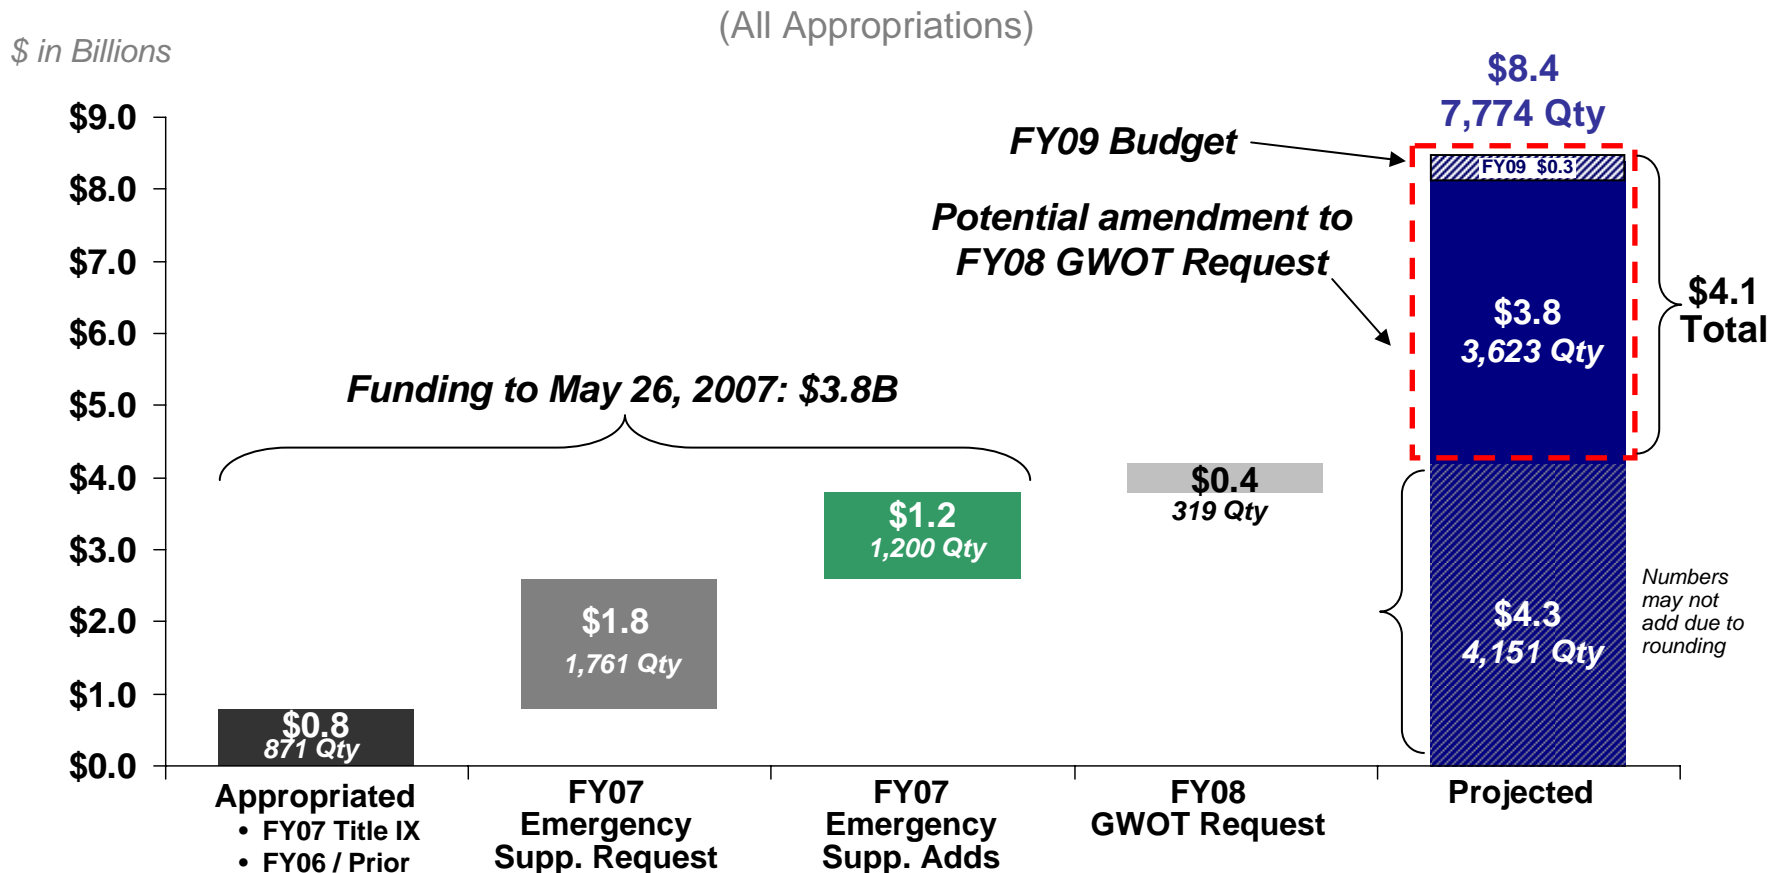 (All Appropriations)
$ in Billions
$8.4
7,774 Qty
$9.0
$8.0
$7.0
$6.0
$5.0
$4.0
$3.0
$2.0
$1.0
$0.0
FY09 Budget
FY09 $0.3
Potential amendment to
FY08 GWOT Request
$3.8
3,623 Qty
$4.1
Total
Funding to May 26, 2007: $3.8B
$0.4
319 Qty
$1.2
1,200 Qty
$1.8
1,761 Qty
$4.3
4,151 Qty
Numbers
may not
add due to
rounding
$0.8
871 Qty
Appropriated
• FY07 Title IX
• FY06 / Prior
FY07
Emergency
Supp. Request
FY07
Emergency
Supp. Adds
FY08
GWOT Request
Projected